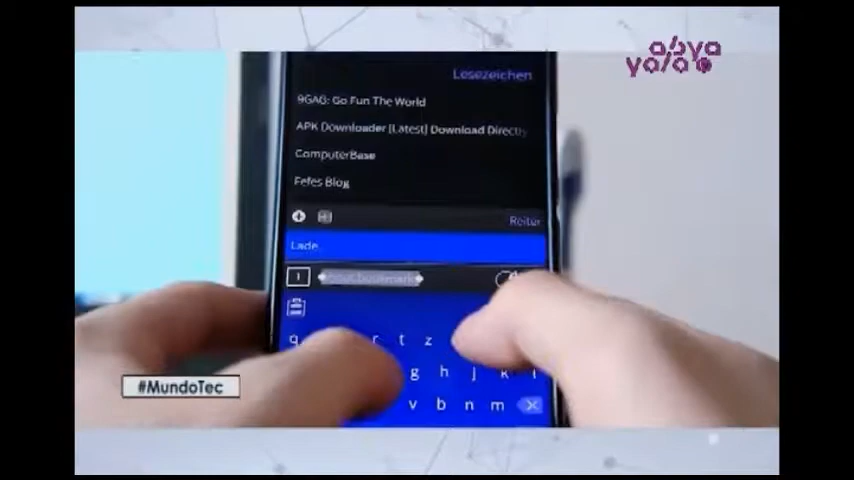 abya
yala
Lesezeichen
9GAG: Go Fun The World
APK Downloader [Latest] Download Directly
ComputerBase
Fefes Blog
Reiter
Lade
q r t z
g h j k l
v b n m
#MundoTec